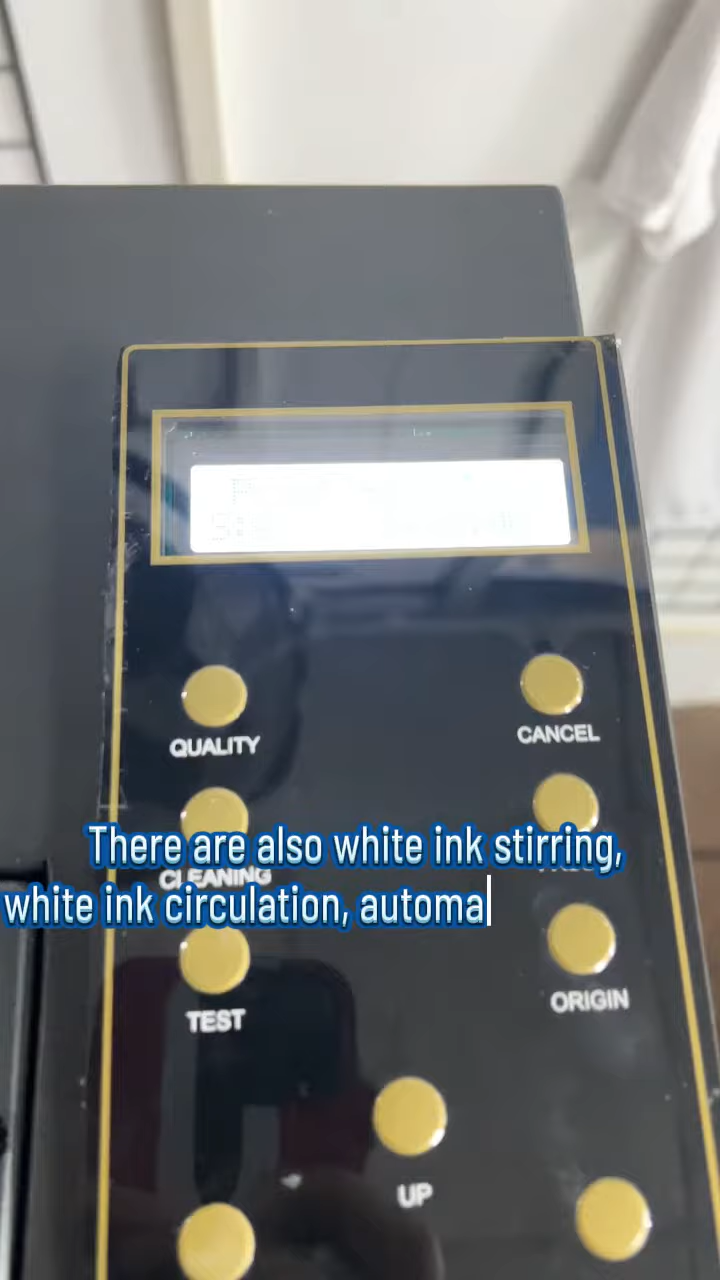 QUALITY
CANCEL
There are also white ink stirring,
CLEANING
white ink circulation, automa
TEST
ORIGIN
UP